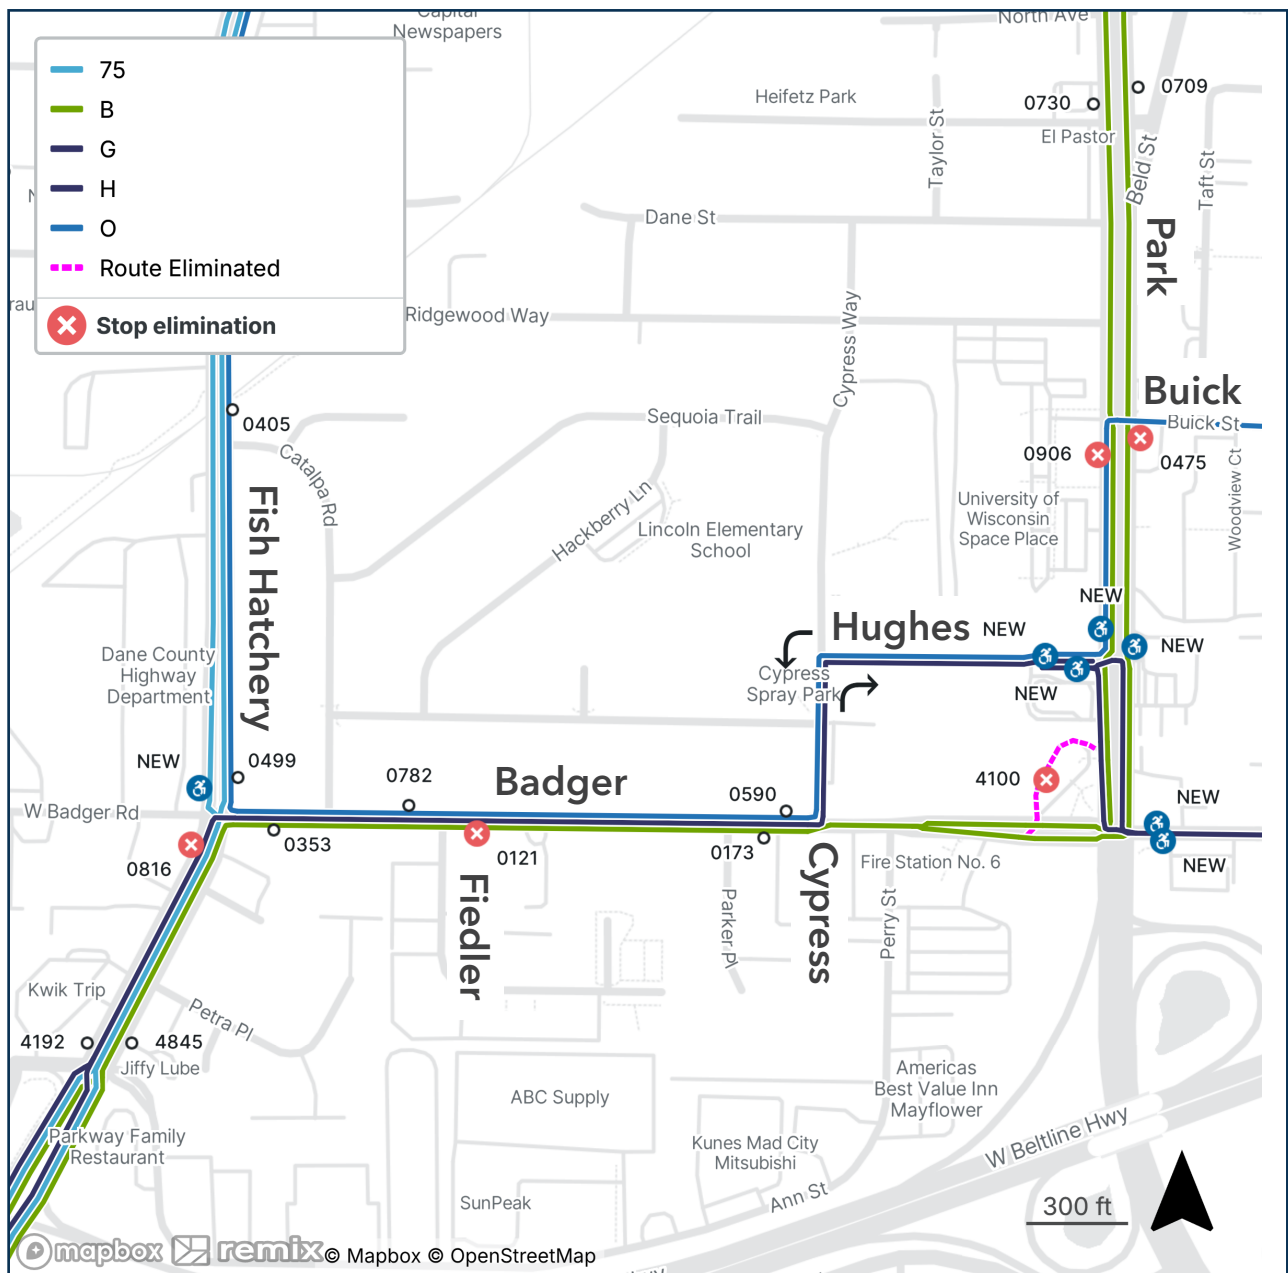 Capital
Newspapers
North Ave
75
B
G
H
O
Route Eliminated
Stop elimination
Heifetz Park
0730
0709
El Pastor
Taylor St
Beld St
Taft St
Dane St
Park
Ridgewood Way
Cypress Way
Buick
Buick St
0405
Sequoia Trail
0906
0475
Catalpa Rd
Fish Hatchery
Hackberry Ln
Lincoln Elementary
School
University of
Wisconsin
Space Place
Woodview Ct
NEW
Hughes
NEW
NEW
Dane County
Highway
Department
Cypress
Spray Park
NEW
NEW
0499
0782
Badger
0590
4100
NEW
W Badger Rd
0816
0353
0121
0173
Fire Station No. 6
NEW
Fiedler
Parker Pl
Cypress
Perry St
Kwik Trip
Petra Pl
4192
4845
Jiffy Lube
ABC Supply
Americas
Best Value Inn
Mayflower
Parkway Family
Restaurant
Kunes Mad City
Mitsubishi
W Beltline Hwy
SunPeak
Ann St
300 ft
mapbox
remix
© Mapbox © OpenStreetMap